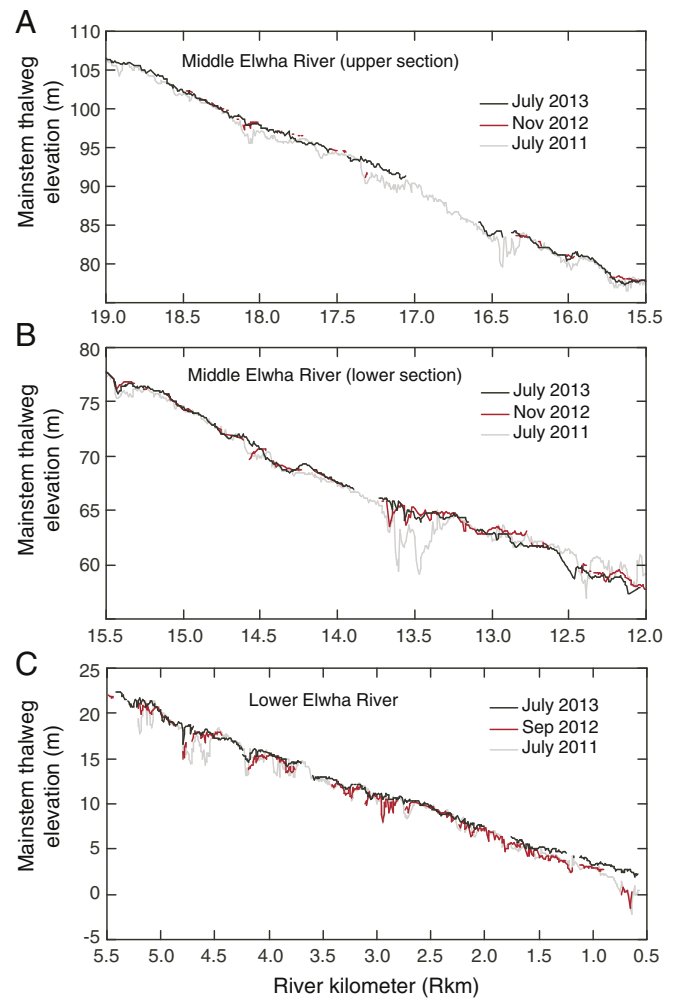 A
Mainstem thalweg
elevation (m)
110
105
100
95
90
85
80
Middle Elwha River (upper section)
July 2013
Nov 2012
July 2011
19.0 18.5 18.0 17.5 17.0 16.5 16.0 15.5
B
Mainstem thalweg
elevation (m)
80
75
70
65
60
Middle Elwha River (lower section)
July 2013
Nov 2012
July 2011
15.5 15.0 14.5 14.0 13.5 13.0 12.5 12.0
C
Mainstem thalweg
elevation (m)
25
20
15
10
5
0
-5
Lower Elwha River
July 2013
Sep 2012
July 2011
5.5 5.0 4.5 4.0 3.5 3.0 2.5 2.0 1.5 1.0 0.5
River kilometer (Rkm)